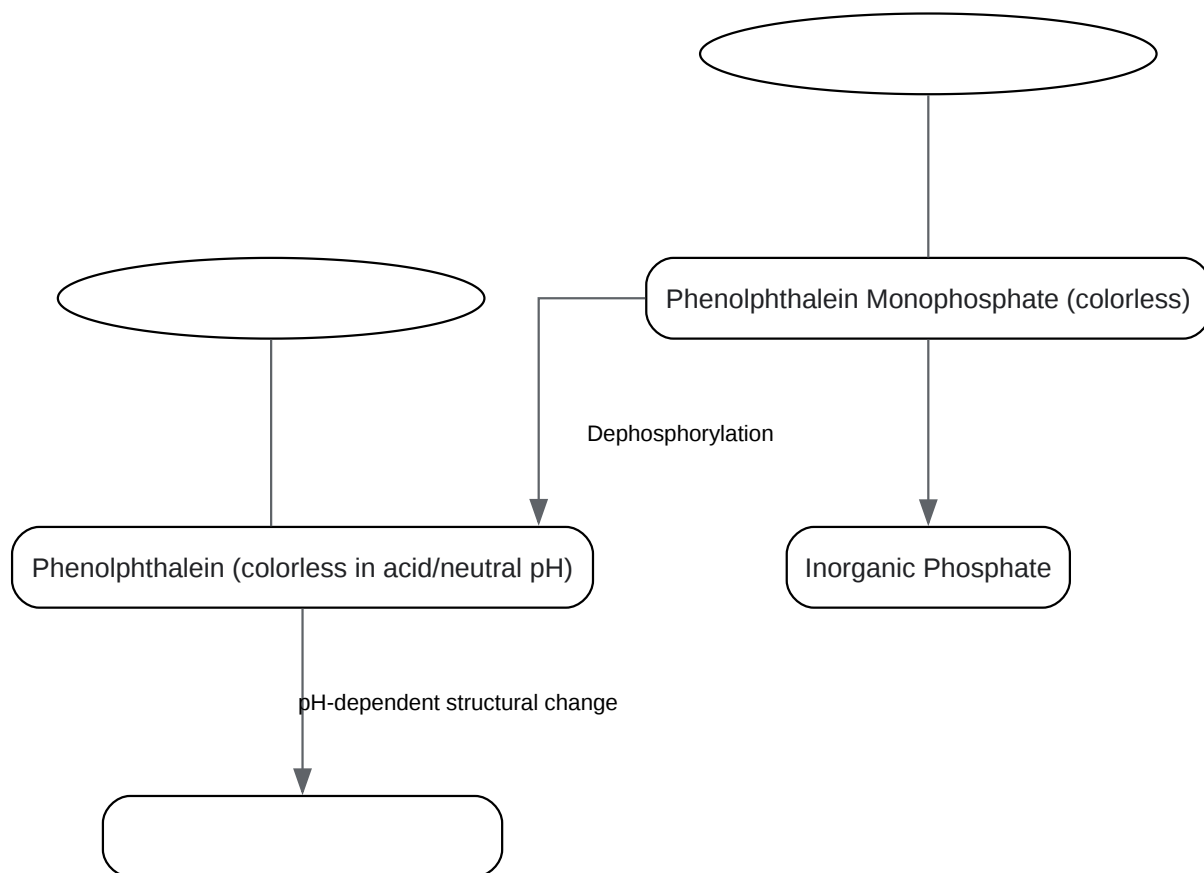 Phenolphthalein Monophosphate (colorless)
Dephosphorylation
Phenolphthalein (colorless in acid/neutral pH)
Inorganic Phosphate
pH-dependent structural change